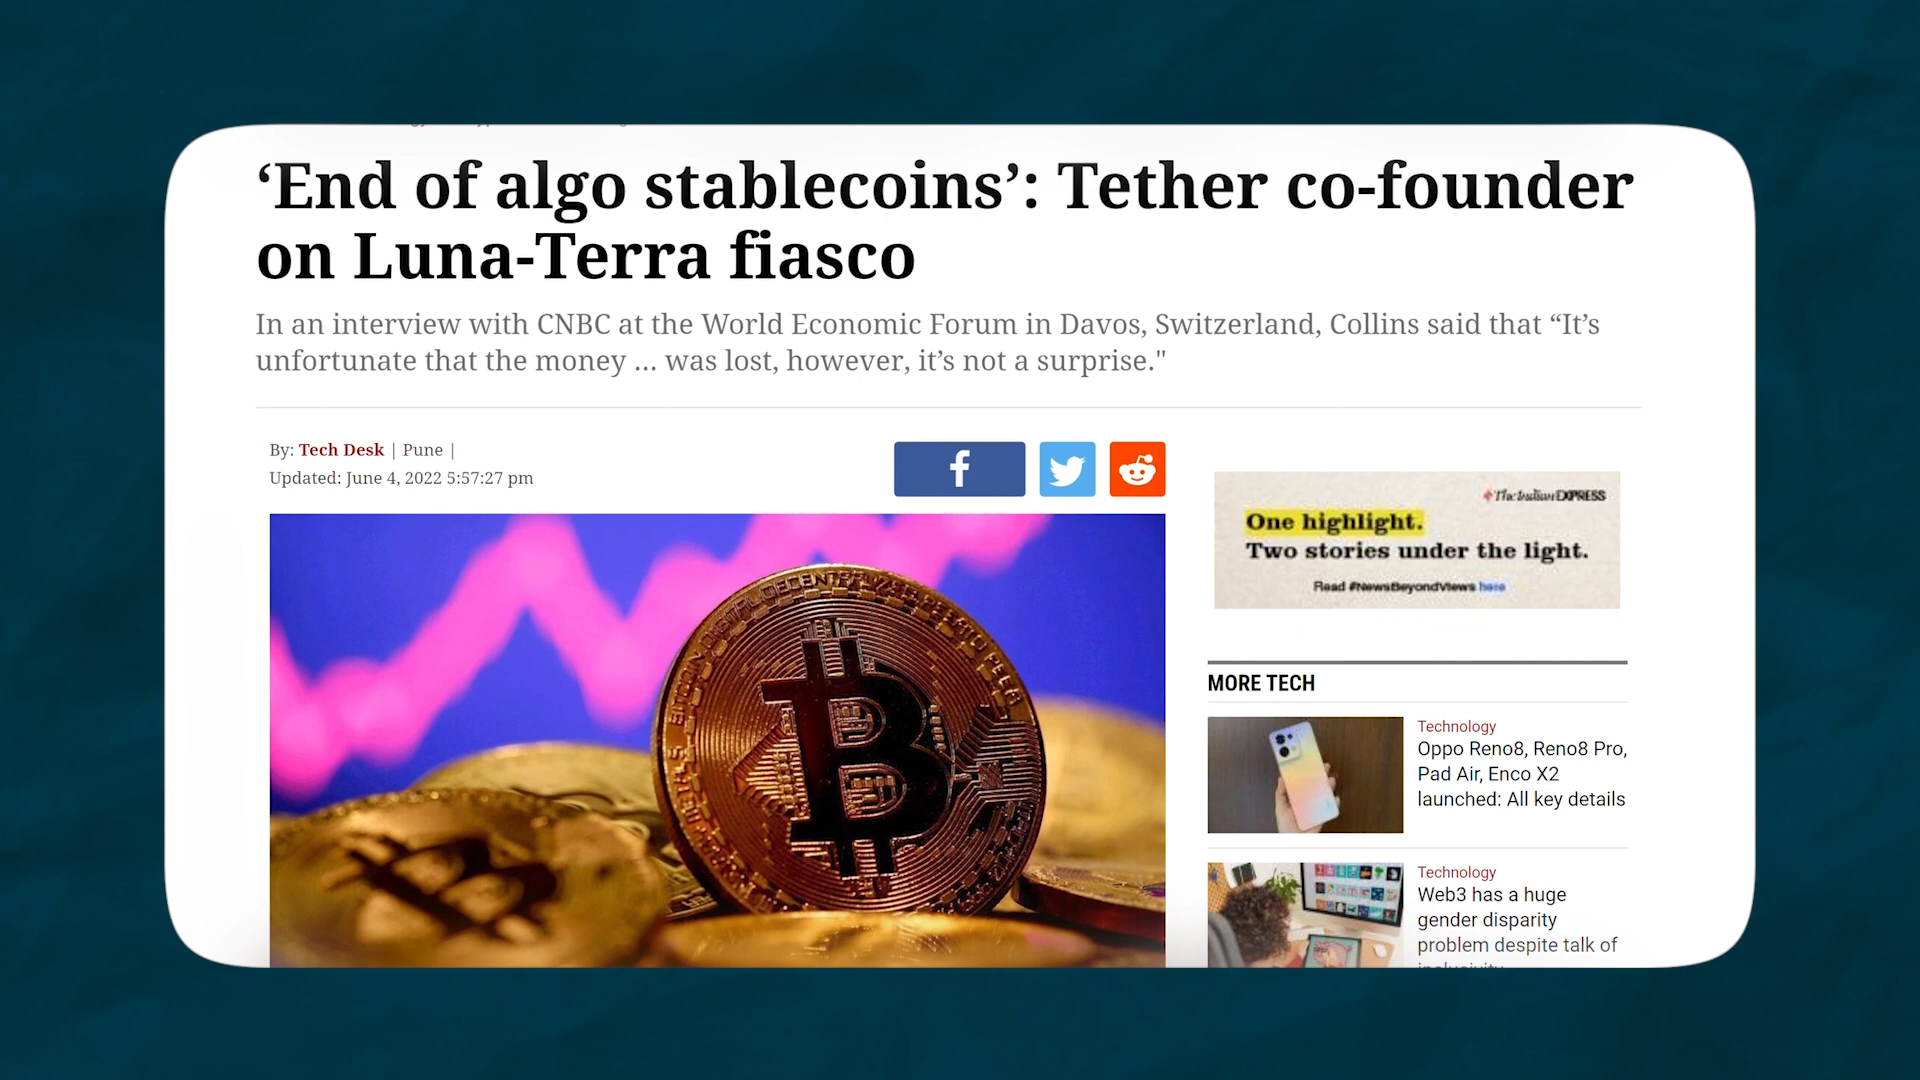 ‘End of algo stablecoins’: Tether co-founder
on Luna-Terra fiasco
In an interview with CNBC at the World Economic Forum in Davos, Switzerland, Collins said that “It’s
unfortunate that the money ... was lost, however, it’s not a surprise."
By: Tech Desk | Pune |
Updated: June 4, 2022 5:57:27 pm
The Indian EXPRESS
One highlight.
Two stories under the light.
Read #NewsBeyondViews here
MORE TECH
Technology
Oppo Reno8, Reno8 Pro,
Pad Air, Enco X2
launched: All key details
Technology
Web3 has a huge
gender disparity
problem despite talk of